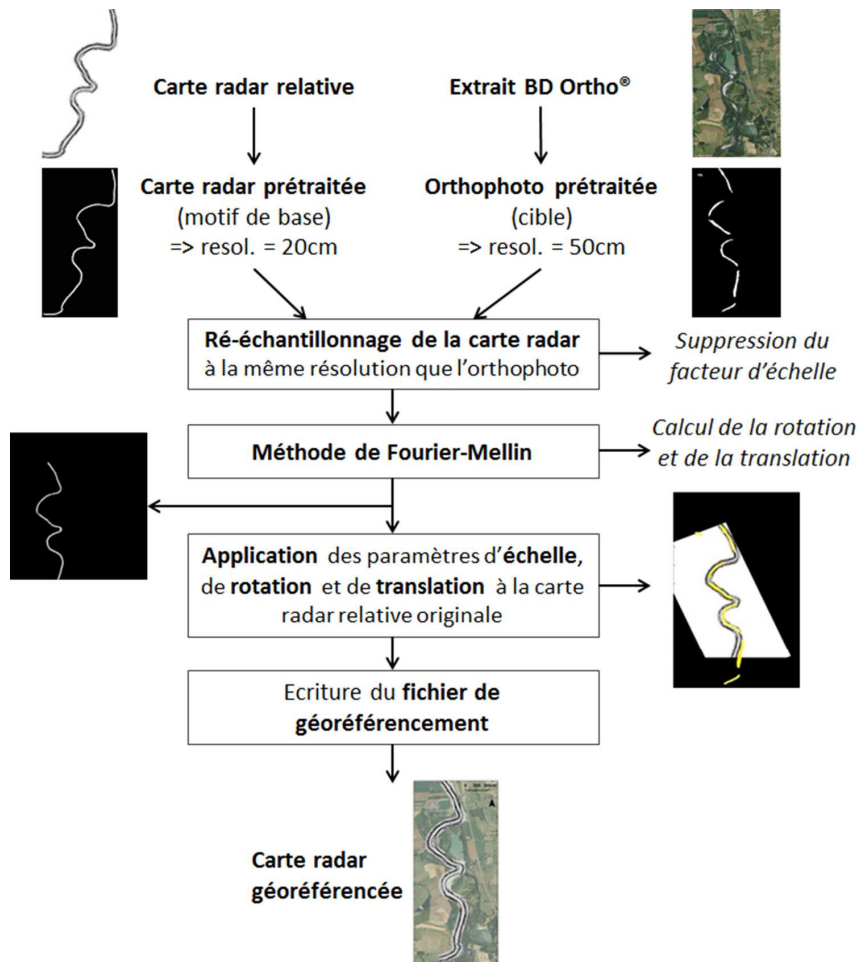 Carte radar relative
Extrait BD Ortho®
Carte radar prétraitée
(motif de base)
=> resol. = 20cm
Orthophoto prétraitée
(cible)
=> resol. = 50cm
Ré-échantillonnage de la carte radar
à la même résolution que l'orthophoto
Suppression du
facteur d'échelle
Méthode de Fourier-Mellin
Calcul de la rotation
et de la translation
Application des paramètres d'échelle,
de rotation et de translation à la carte
radar relative originale
Ecriture du fichier de
géoréférencement
Carte radar
géoréférencée